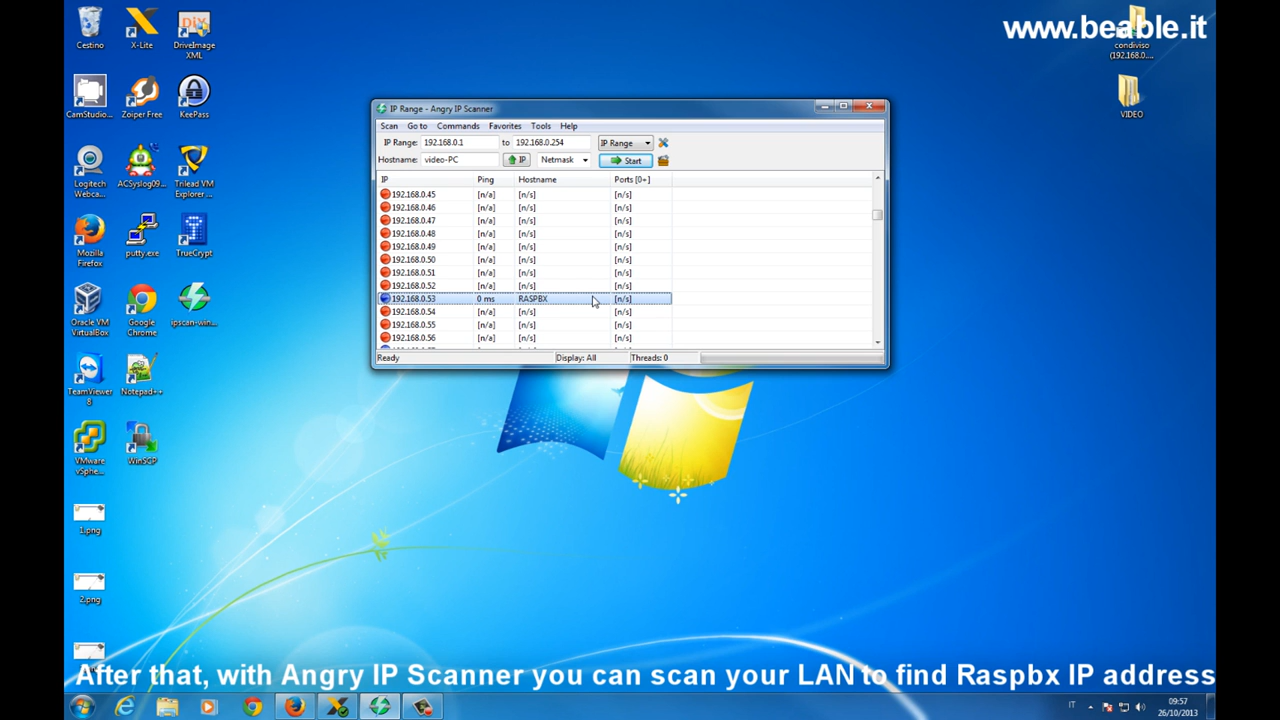 www.beable.it
Cestino
X-Lite
DriveImage
XML
condiviso
(192.168.0....
CamStudio...
Zoiper Free
KeePass
VIDEO
Logitech
Webca...
ACSyslog09...
Trilead VM
Explorer ...
Mozilla
Firefox
putty.exe
TrueCrypt
Oracle VM
VirtualBox
Google
Chrome
ipscan-win...
TeamViewer
8
Notepad++
VMware
vSphe...
WinSCP
1.png
2.png
IP Range - Angry IP Scanner
Scan Go to Commands Favorites Tools Help
IP Range: 192.168.0.1 to 192.168.0.254 IP Range
Hostname: video-PC IP Netmask Start
IP Ping Hostname Ports [0+]
192.168.0.45 [n/a] [n/s] [n/s]
192.168.0.46 [n/a] [n/s] [n/s]
192.168.0.47 [n/a] [n/s] [n/s]
192.168.0.48 [n/a] [n/s] [n/s]
192.168.0.49 [n/a] [n/s] [n/s]
192.168.0.50 [n/a] [n/s] [n/s]
192.168.0.51 [n/a] [n/s] [n/s]
192.168.0.52 [n/a] [n/s] [n/s]
192.168.0.53 0 ms RASPBX [n/s]
192.168.0.54 [n/a] [n/s] [n/s]
192.168.0.55 [n/a] [n/s] [n/s]
192.168.0.56 [n/a] [n/s] [n/s]
Ready Display: All Threads: 0
After that, with Angry IP Scanner you can scan your LAN to find Raspbx IP address
IT
09:57
26/10/2013